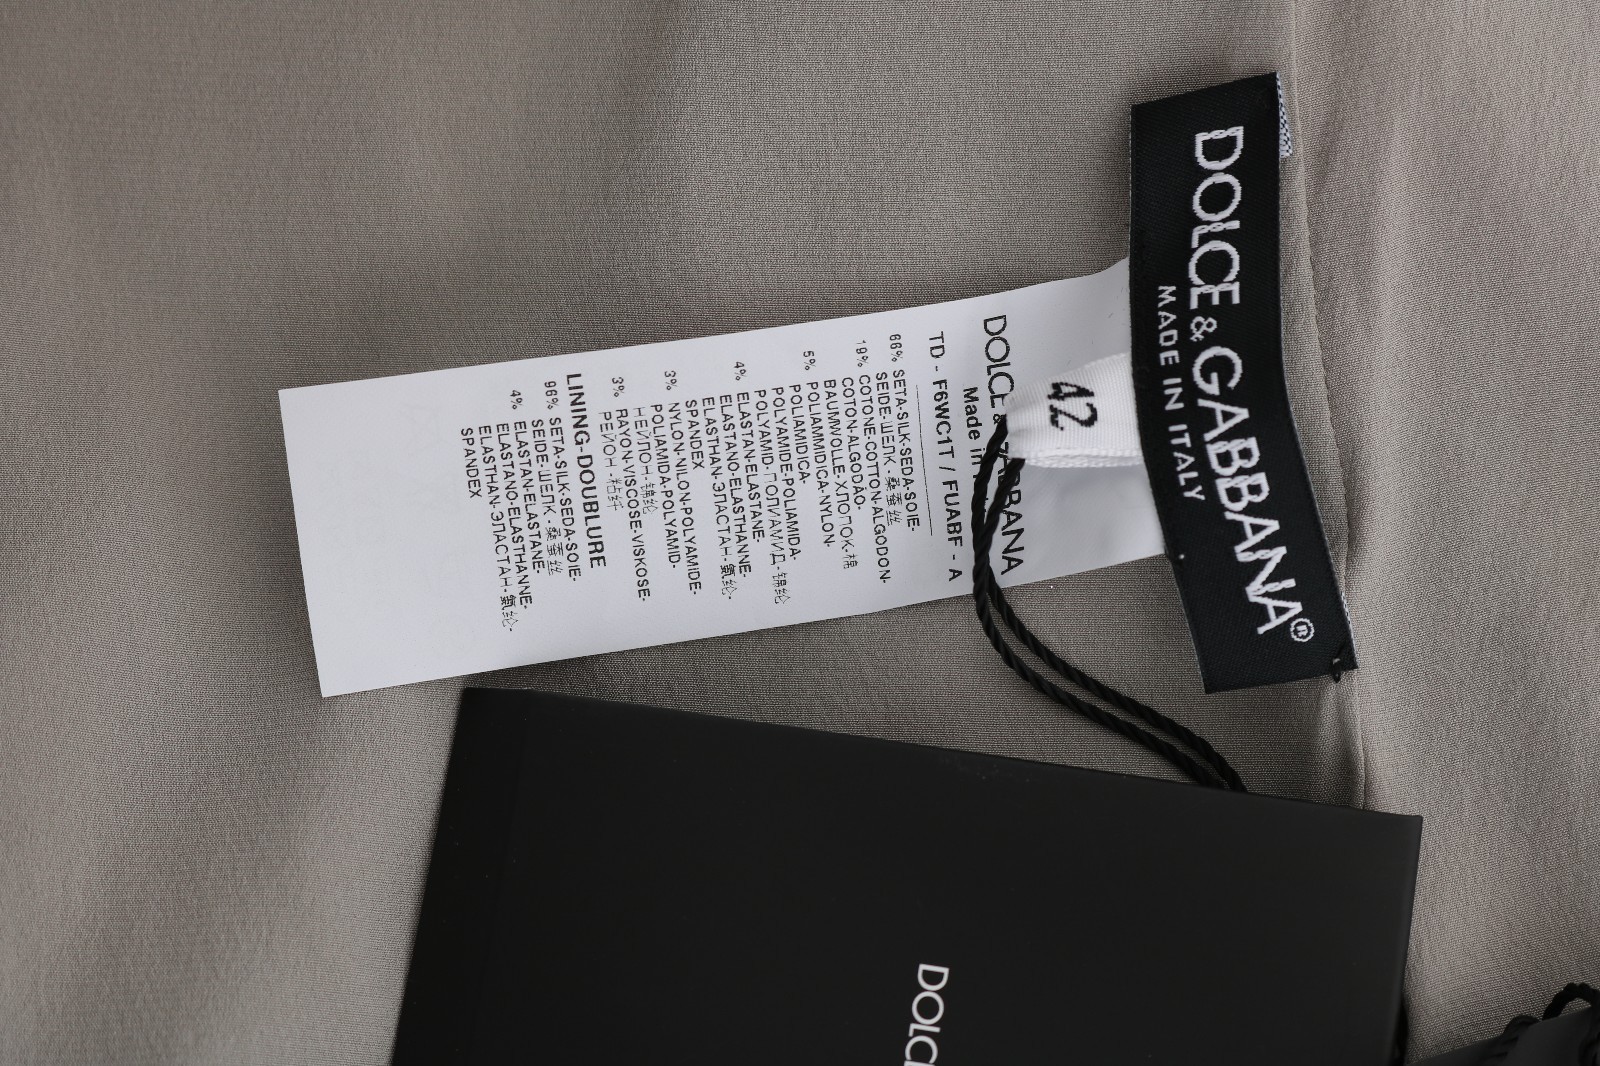 DOLCE & GABBANA®
MADE IN ITALY
42
DOLCE & GABBANA
Made in
TD - F6WC1T / FUABF - A
66% SETA-SILK-SEDA-SOIE-
SEIDE-ШЕЛК-桑蚕丝
19% COTONE-COTTON-ALGODON-
COTON-ALGODÃO-
BAUMWOLLE-ХЛОПОК-棉
5% POLIAMMIDICA-NYLON-
POLIAMIDICA-
POLYAMIDE-POLIAMIDA-
POLYAMID-ПОЛИАМИД-锦纶
4% ELASTAN-ELASTANE-
ELASTANO-ELASTHANNE-
ELASTHAN-ЭЛАСТАН-氨纶-
SPANDEX
3% NYLON-NILON-POLYAMIDE-
POLIAMIDA-POLYAMID-
НЕЙЛОН-锦纶
3% RAYON-VISCOSE-VISKOSE-
РЕЙОН-粘纤
LINING-DOUBLURE
96% SETA-SILK-SEDA-SOIE-
SEIDE-ШЕЛК-桑蚕丝
4% ELASTAN-ELASTANE-
ELASTANO-ELASTHANNE-
ELASTHAN-ЭЛАСТАН-氨纶-
SPANDEX
DOLC